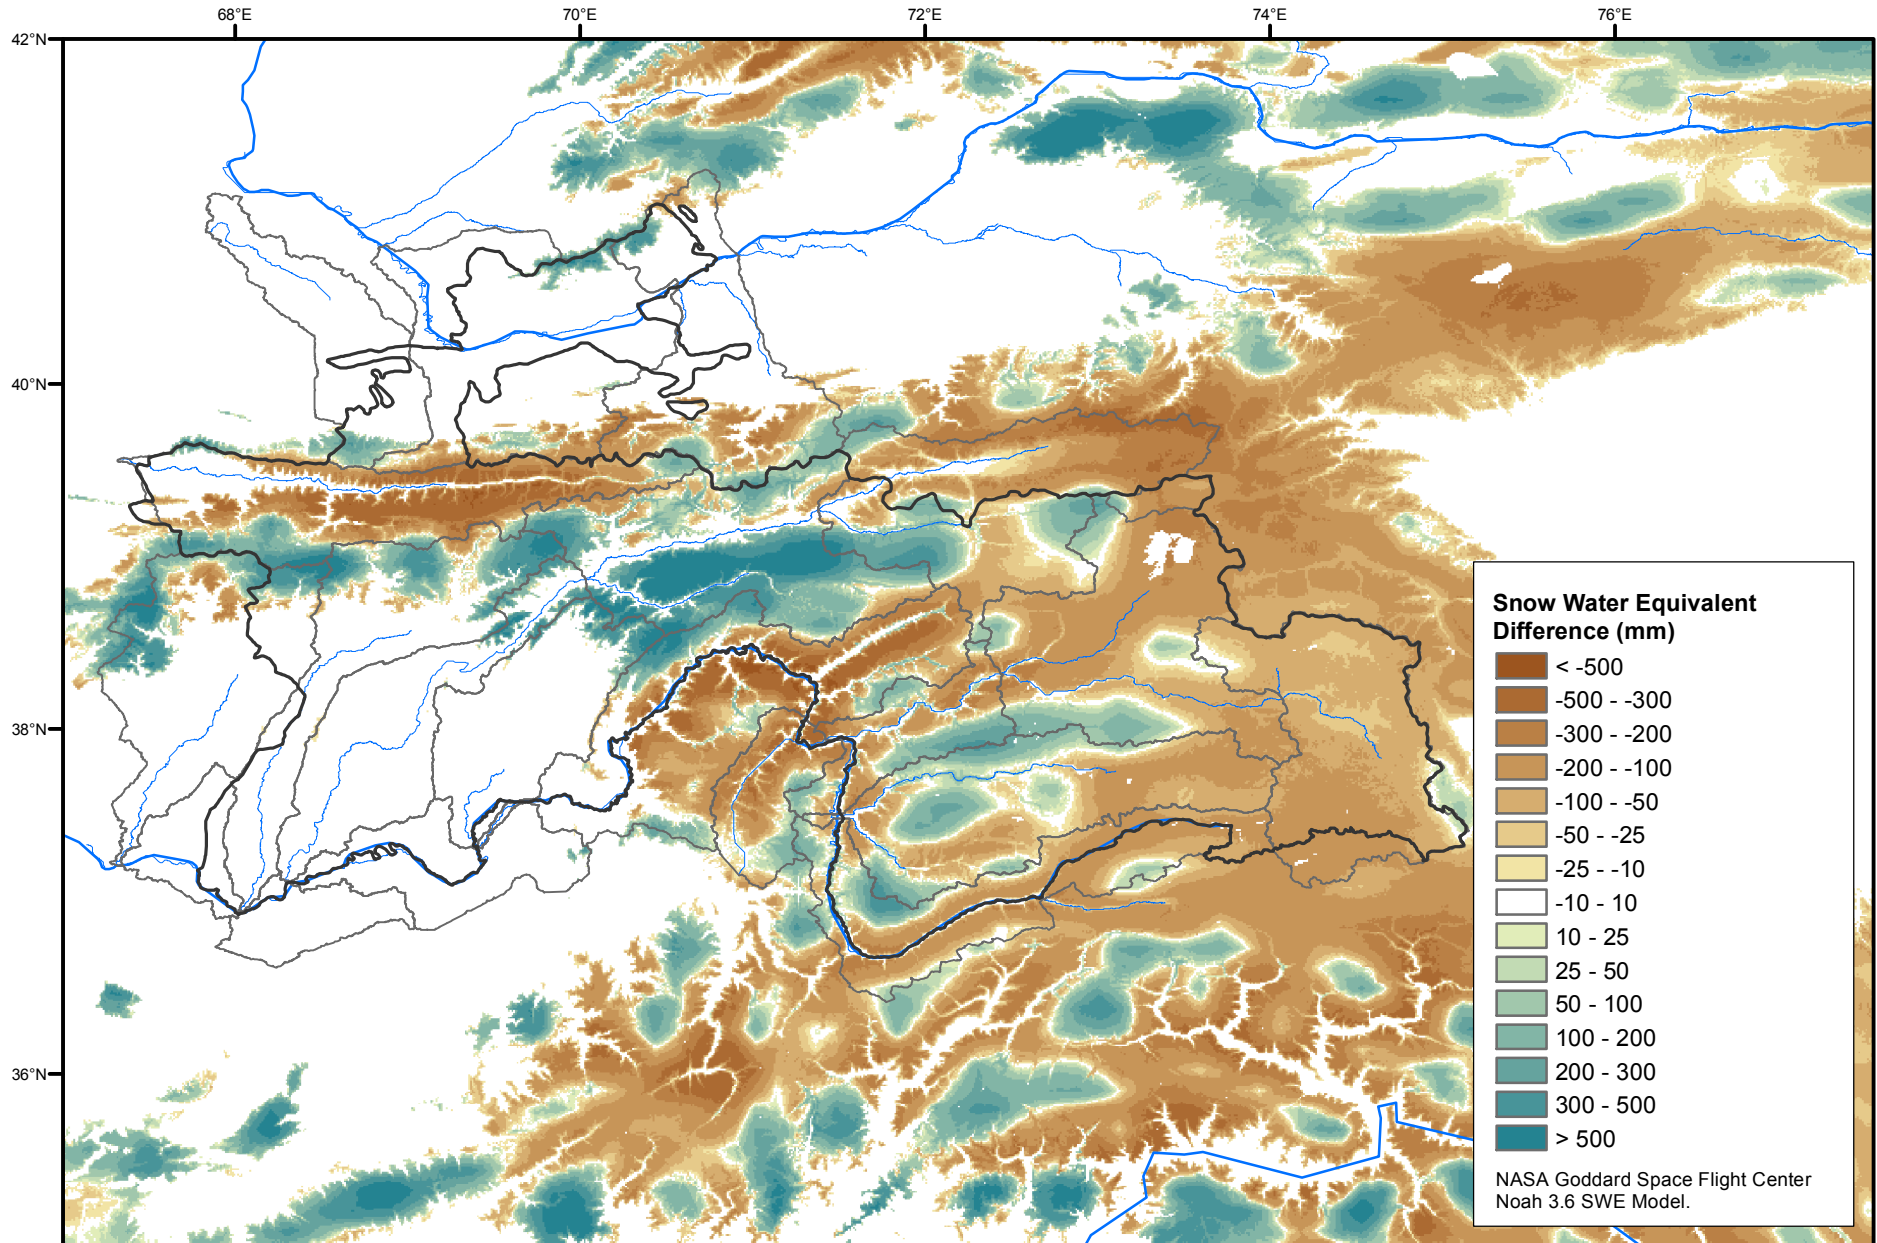 68°E 70°E 72°E 74°E 76°E
42°N
40°N
38°N
36°N
Snow Water Equivalent
Difference (mm)
< -500
-500 - -300
-300 - -200
-200 - -100
-100 - -50
-50 - -25
-25 - -10
-10 - 10
10 - 25
25 - 50
50 - 100
100 - 200
200 - 300
300 - 500
> 500
NASA Goddard Space Flight Center
Noah 3.6 SWE Model.